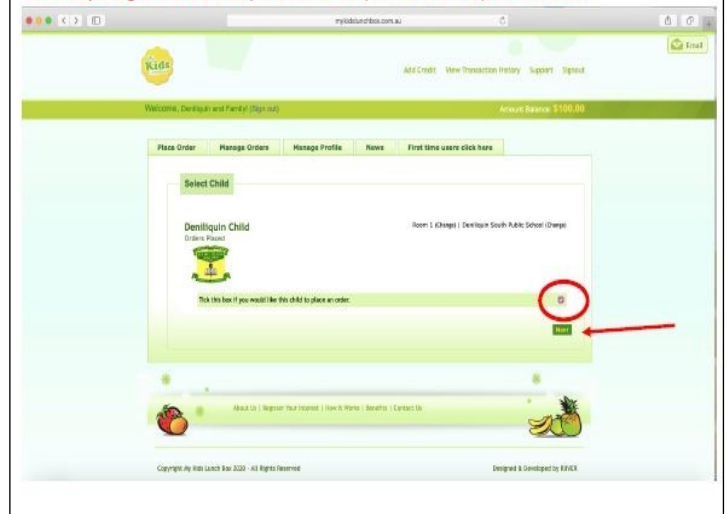 mykidslunchbox.com.au
Email
Kids
Add Credit View Transaction History Support Signout
Welcome, Deniliquin and Family! (Sign out) Amount Balance $100.00
Place Order Manage Orders Manage Profile News First time users click here
Select Child
Deniliquin Child Room 1 (Change) | Deniliquin South Public School (Change)
Orders Placed
Tick this box if you would like this child to place an order.
Next
About Us | Register Your Interest | How It Works | Benefits | Contact Us
Copyright My Kids Lunch Box 2020 - All Rights Reserved Designed & Developed by RIIVER